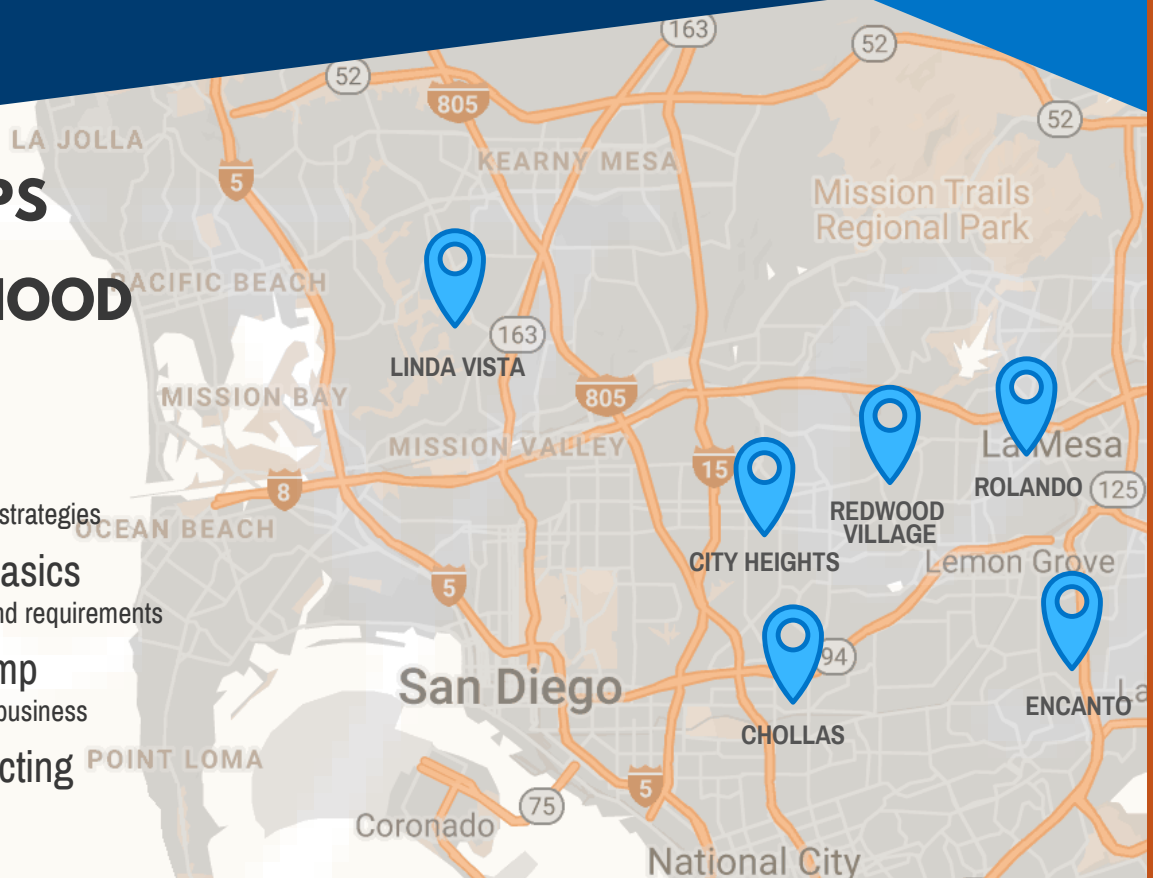 163
52
52
805
52
LA JOLLA
KEARNY MESA
5
PS
Mission Trails
Regional Park
PACIFIC BEACH
HOOD
163
LINDA VISTA
805
MISSION BAY
MISSION VALLEY
La Mesa
15
8
ROLANDO
125
strategies
REDWOOD
VILLAGE
OCEAN BEACH
CITY HEIGHTS
Lemon Grove
asics
5
nd requirements
94
mp
San Diego
ENCANTO
La
business
CHOLLAS
cting
POINT LOMA
5
75
Coronado
National City